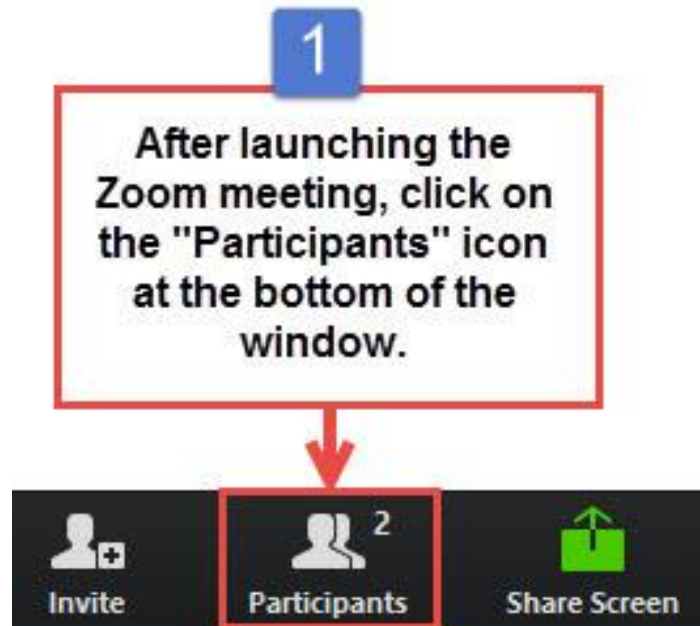 1
After launching the
Zoom meeting, click on
the "Participants" icon
at the bottom of the
window.
2
Invite
Participants
Share Screen